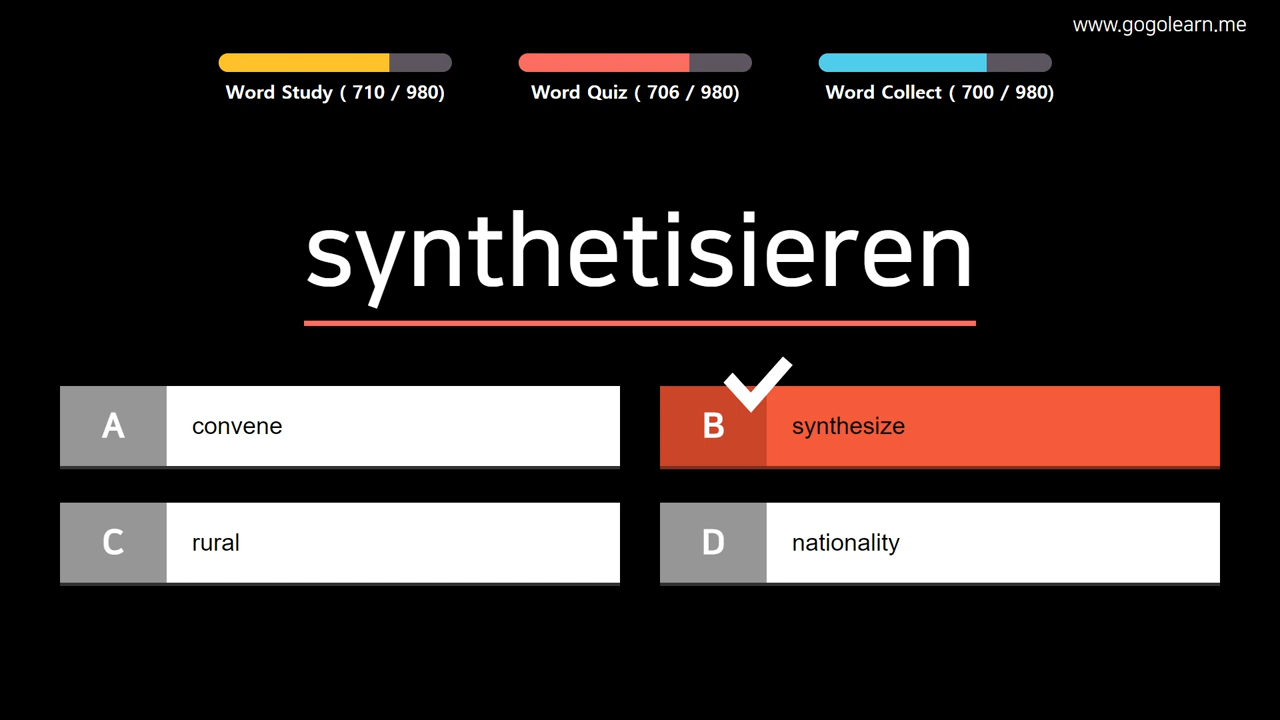 www.gogolearn.me
Word Study ( 710 / 980)
Word Quiz ( 706 / 980)
Word Collect ( 700 / 980)
synthetisieren
A
convene
B
synthesize
C
rural
D
nationality